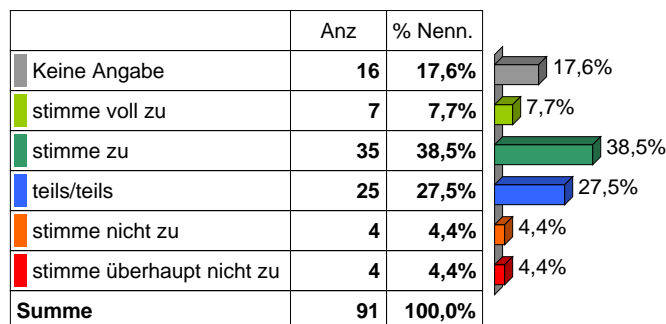 Anz % Nenn.
Keine Angabe 16 17,6% 17,6%
stimme voll zu 7 7,7% 7,7%
stimme zu 35 38,5% 38,5%
teils/teils 25 27,5% 27,5%
stimme nicht zu 4 4,4% 4,4%
stimme überhaupt nicht zu 4 4,4% 4,4%
Summe 91 100,0%